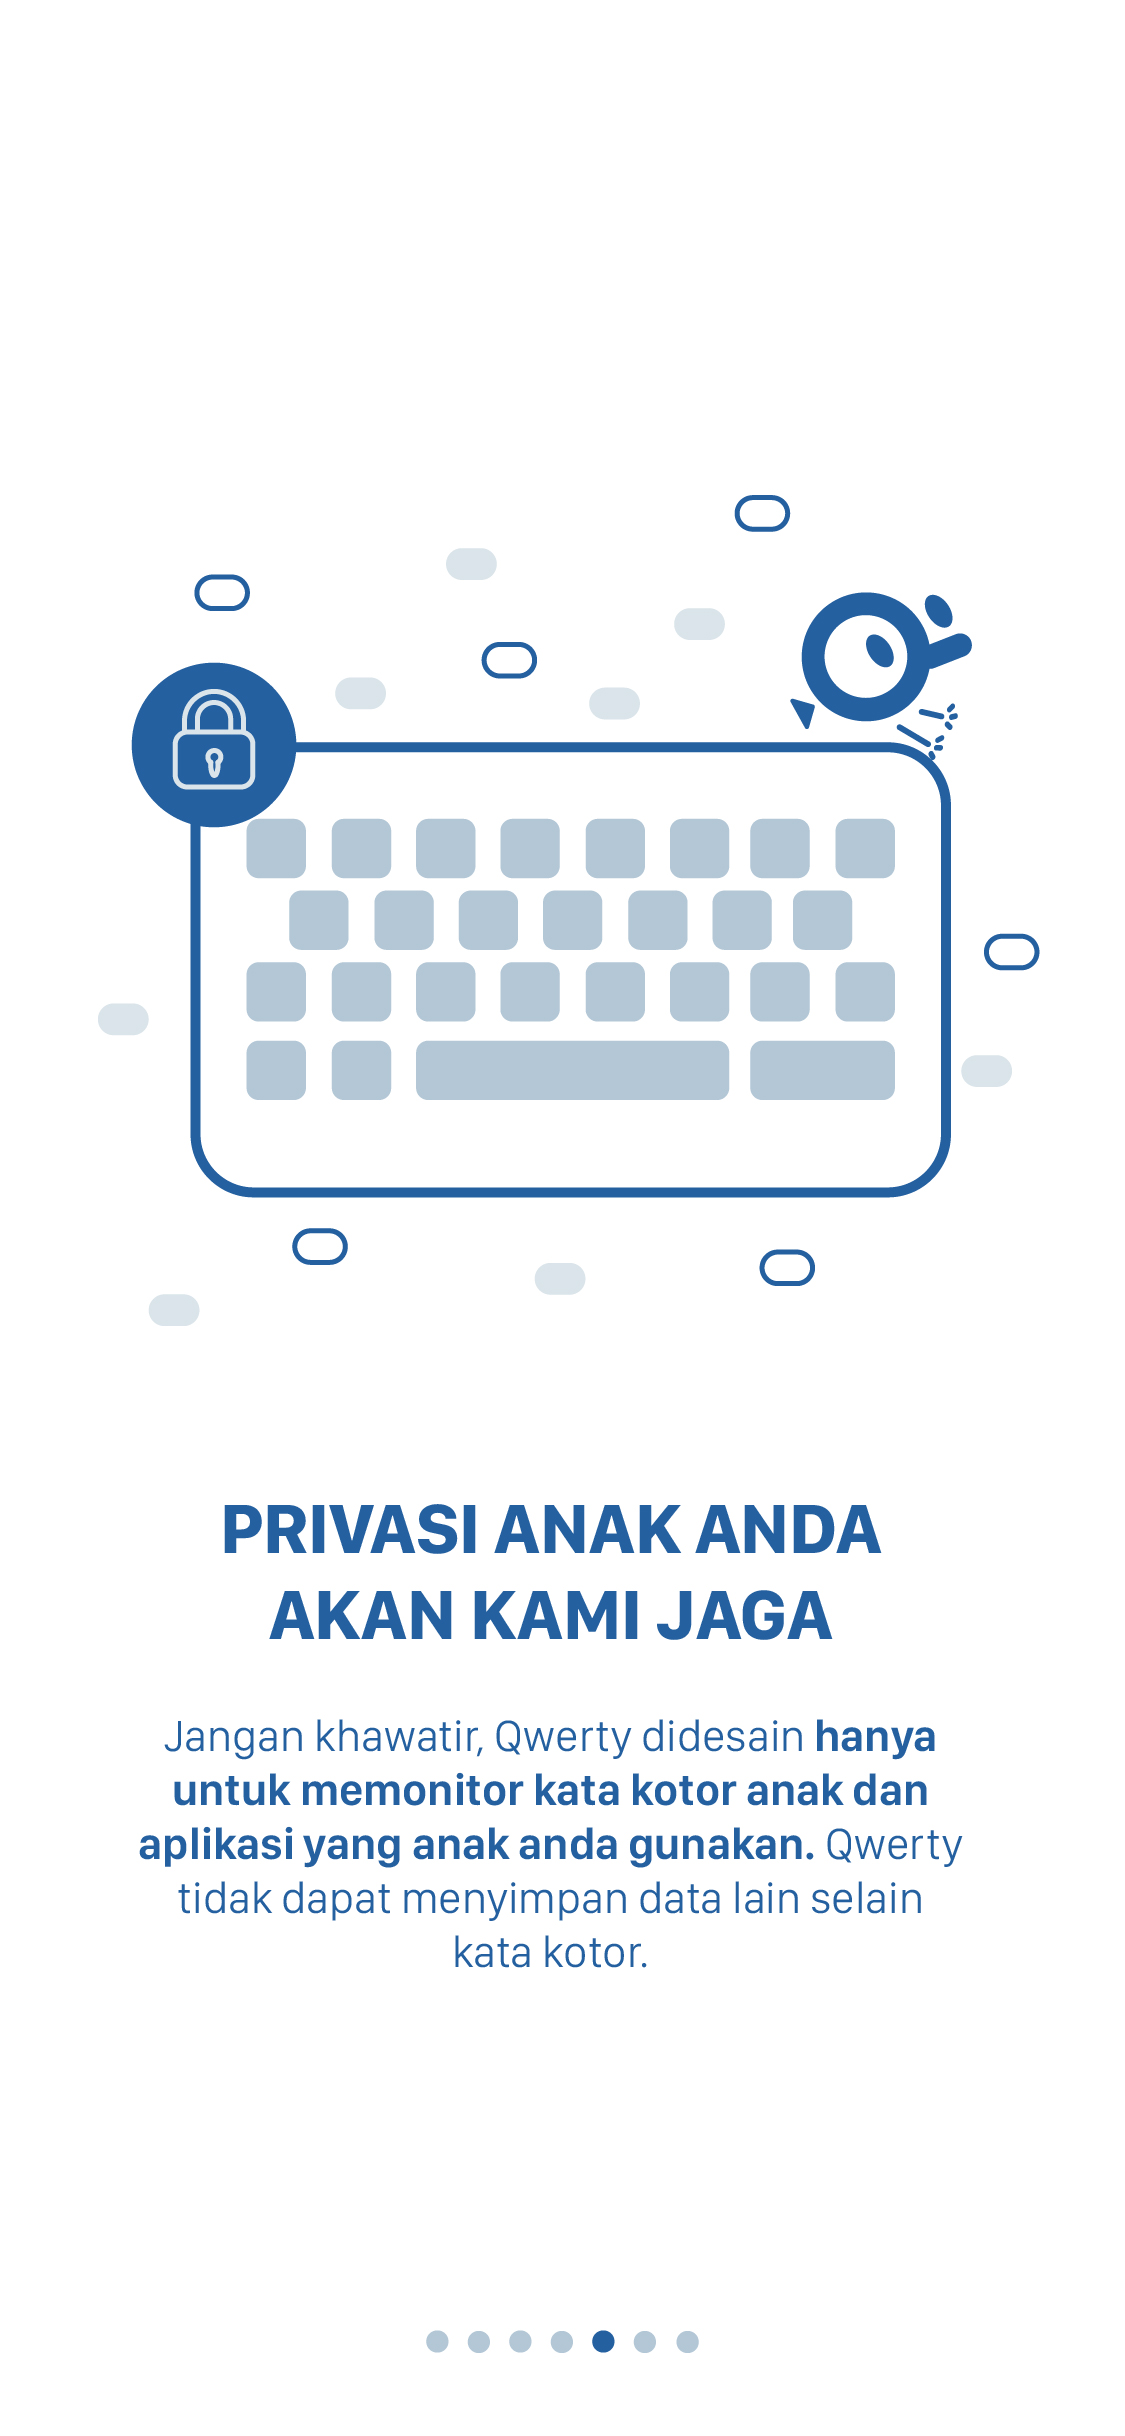 PRIVASI ANAK ANDA
AKAN KAMI JAGA
Jangan khawatir, Qwerty didesain hanya
untuk memonitor kata kotor anak dan
aplikasi yang anak anda gunakan. Qwerty
tidak dapat menyimpan data lain selain
kata kotor.